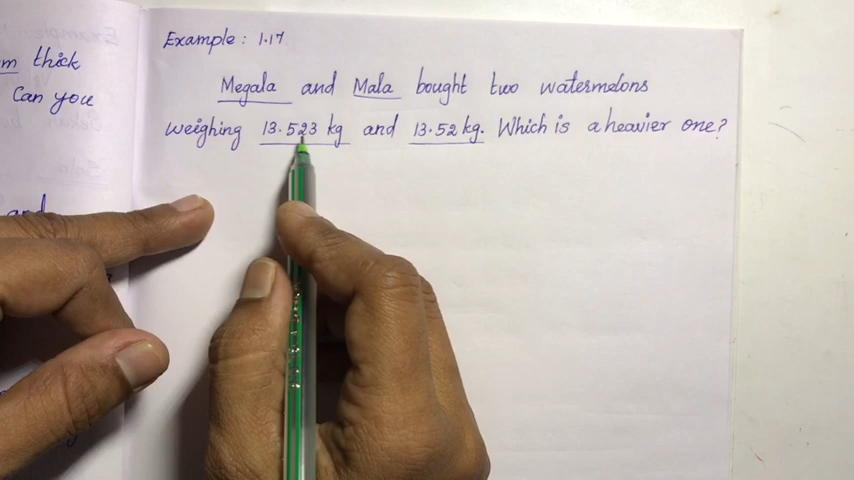 m thick
Can you
and
Example: 1.17
Megala and Mala bought two watermelons
weighing 13.523 kg and 13.52 kg. Which is a heavier one?